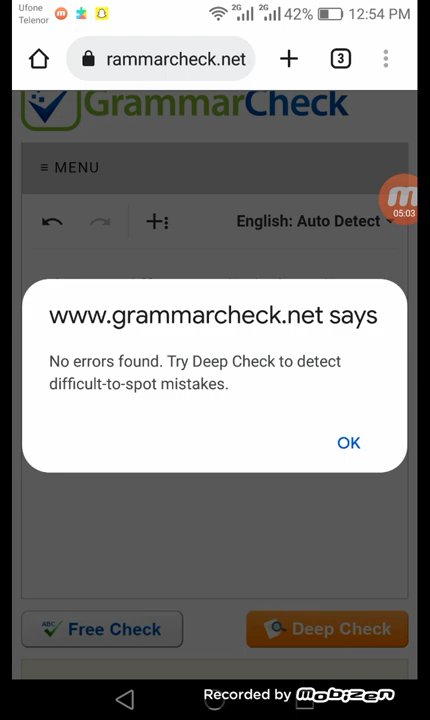 Ufone
Telenor
2G 2G 42% 12:54 PM
rammarcheck.net
3
GrammarCheck
≡ MENU
English: Auto Detect
05:03
www.grammarcheck.net says
No errors found. Try Deep Check to detect
difficult-to-spot mistakes.
OK
ABC Free Check
Deep Check
Recorded by mobizen